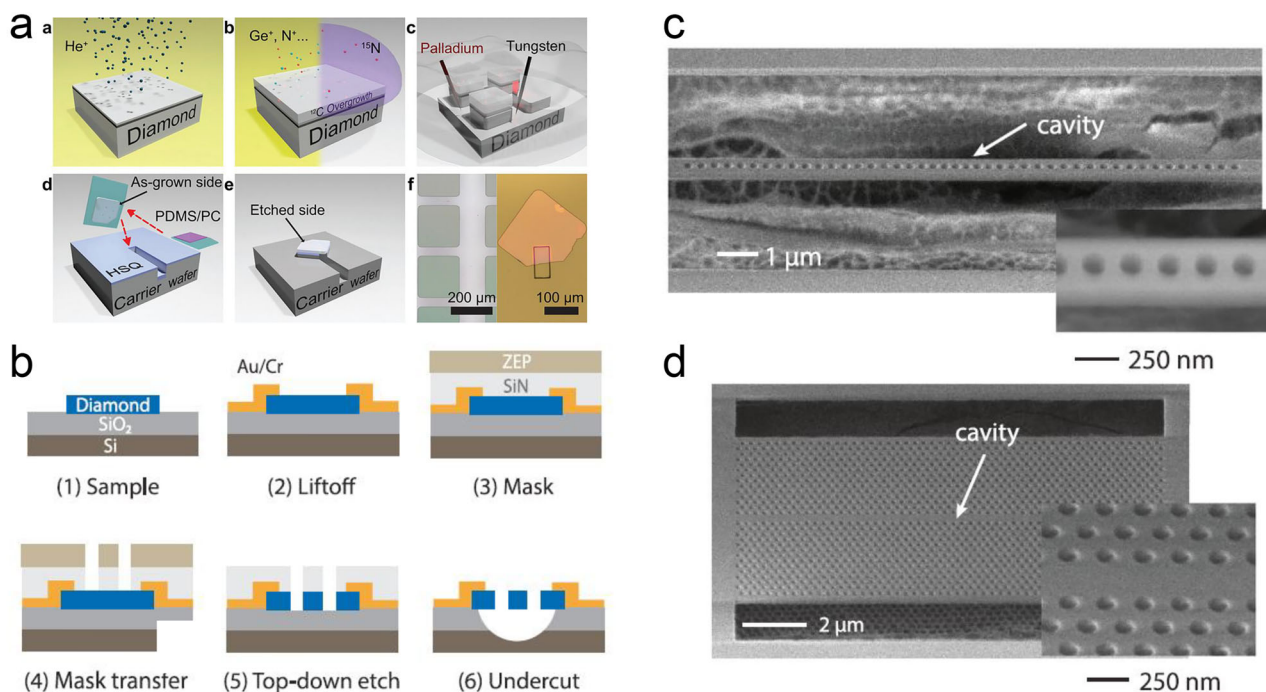 a
a
He⁺
Diamond
b
Ge⁺, N⁺...
¹⁵N
¹²C Overgrowth
Diamond
c
Palladium
Tungsten
Diamond
d
As-grown side
PDMS/PC
HSQ
Carrier wafer
e
Etched side
Carrier wafer
f
200 μm
100 μm
b
Diamond
SiO₂
Si
(1) Sample
Au/Cr
(2) Liftoff
ZEP
SiN
(3) Mask
(4) Mask transfer
(5) Top-down etch
(6) Undercut
c
cavity
1 μm
250 nm
d
cavity
2 μm
250 nm